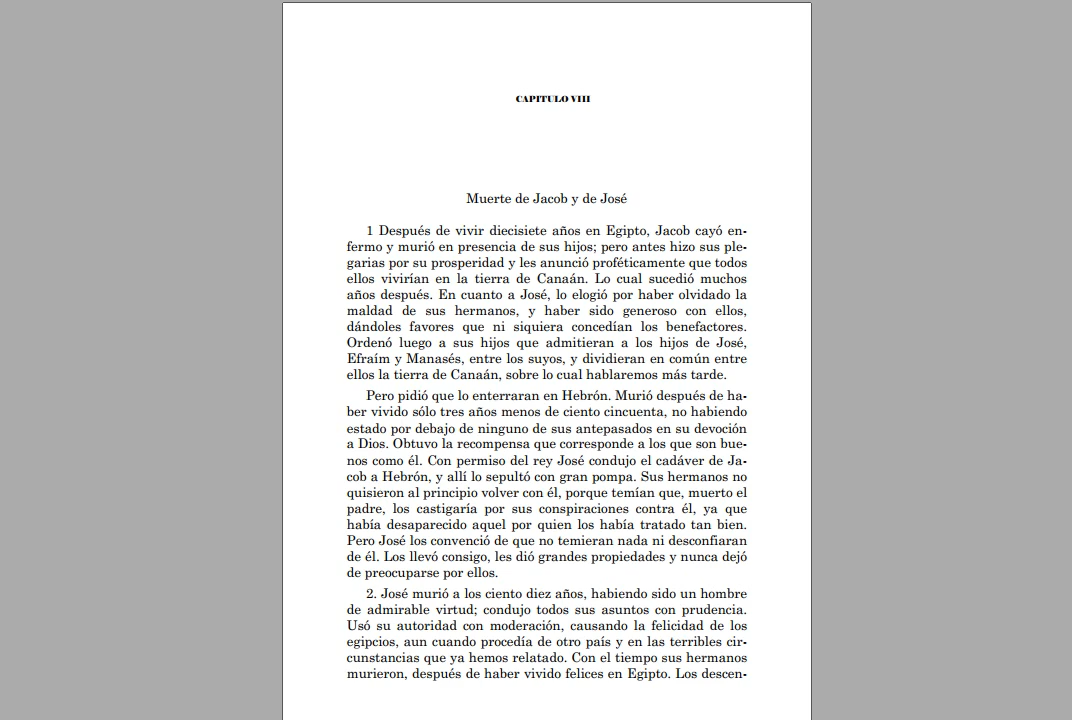 CAPITULO VIII
Muerte de Jacob y de José
1 Después de vivir diecisiete años en Egipto, Jacob cayó en-
fermo y murió en presencia de sus hijos; pero antes hizo sus ple-
garias por su prosperidad y les anunció proféticamente que todos
ellos vivirían en la tierra de Canaán. Lo cual sucedió muchos
años después. En cuanto a José, lo elogió por haber olvidado la
maldad de sus hermanos, y haber sido generoso con ellos,
dándoles favores que ni siquiera concedían los benefactores.
Ordenó luego a sus hijos que admitieran a los hijos de José,
Efraím y Manasés, entre los suyos, y dividieran en común entre
ellos la tierra de Canaán, sobre lo cual hablaremos más tarde.
Pero pidió que lo enterraran en Hebrón. Murió después de ha-
ber vivido sólo tres años menos de ciento cincuenta, no habiendo
estado por debajo de ninguno de sus antepasados en su devoción
a Dios. Obtuvo la recompensa que corresponde a los que son bue-
nos como él. Con permiso del rey José condujo el cadáver de Ja-
cob a Hebrón, y allí lo sepultó con gran pompa. Sus hermanos no
quisieron al principio volver con él, porque temían que, muerto el
padre, los castigaría por sus conspiraciones contra él, ya que
había desaparecido aquel por quien los había tratado tan bien.
Pero José los convenció de que no temieran nada ni desconfiaran
de él. Los llevó consigo, les dió grandes propiedades y nunca dejó
de preocuparse por ellos.
2. José murió a los ciento diez años, habiendo sido un hombre
de admirable virtud; condujo todos sus asuntos con prudencia.
Usó su autoridad con moderación, causando la felicidad de los
egipcios, aun cuando procedía de otro país y en las terribles cir-
cunstancias que ya hemos relatado. Con el tiempo sus hermanos
murieron, después de haber vivido felices en Egipto. Los descen-